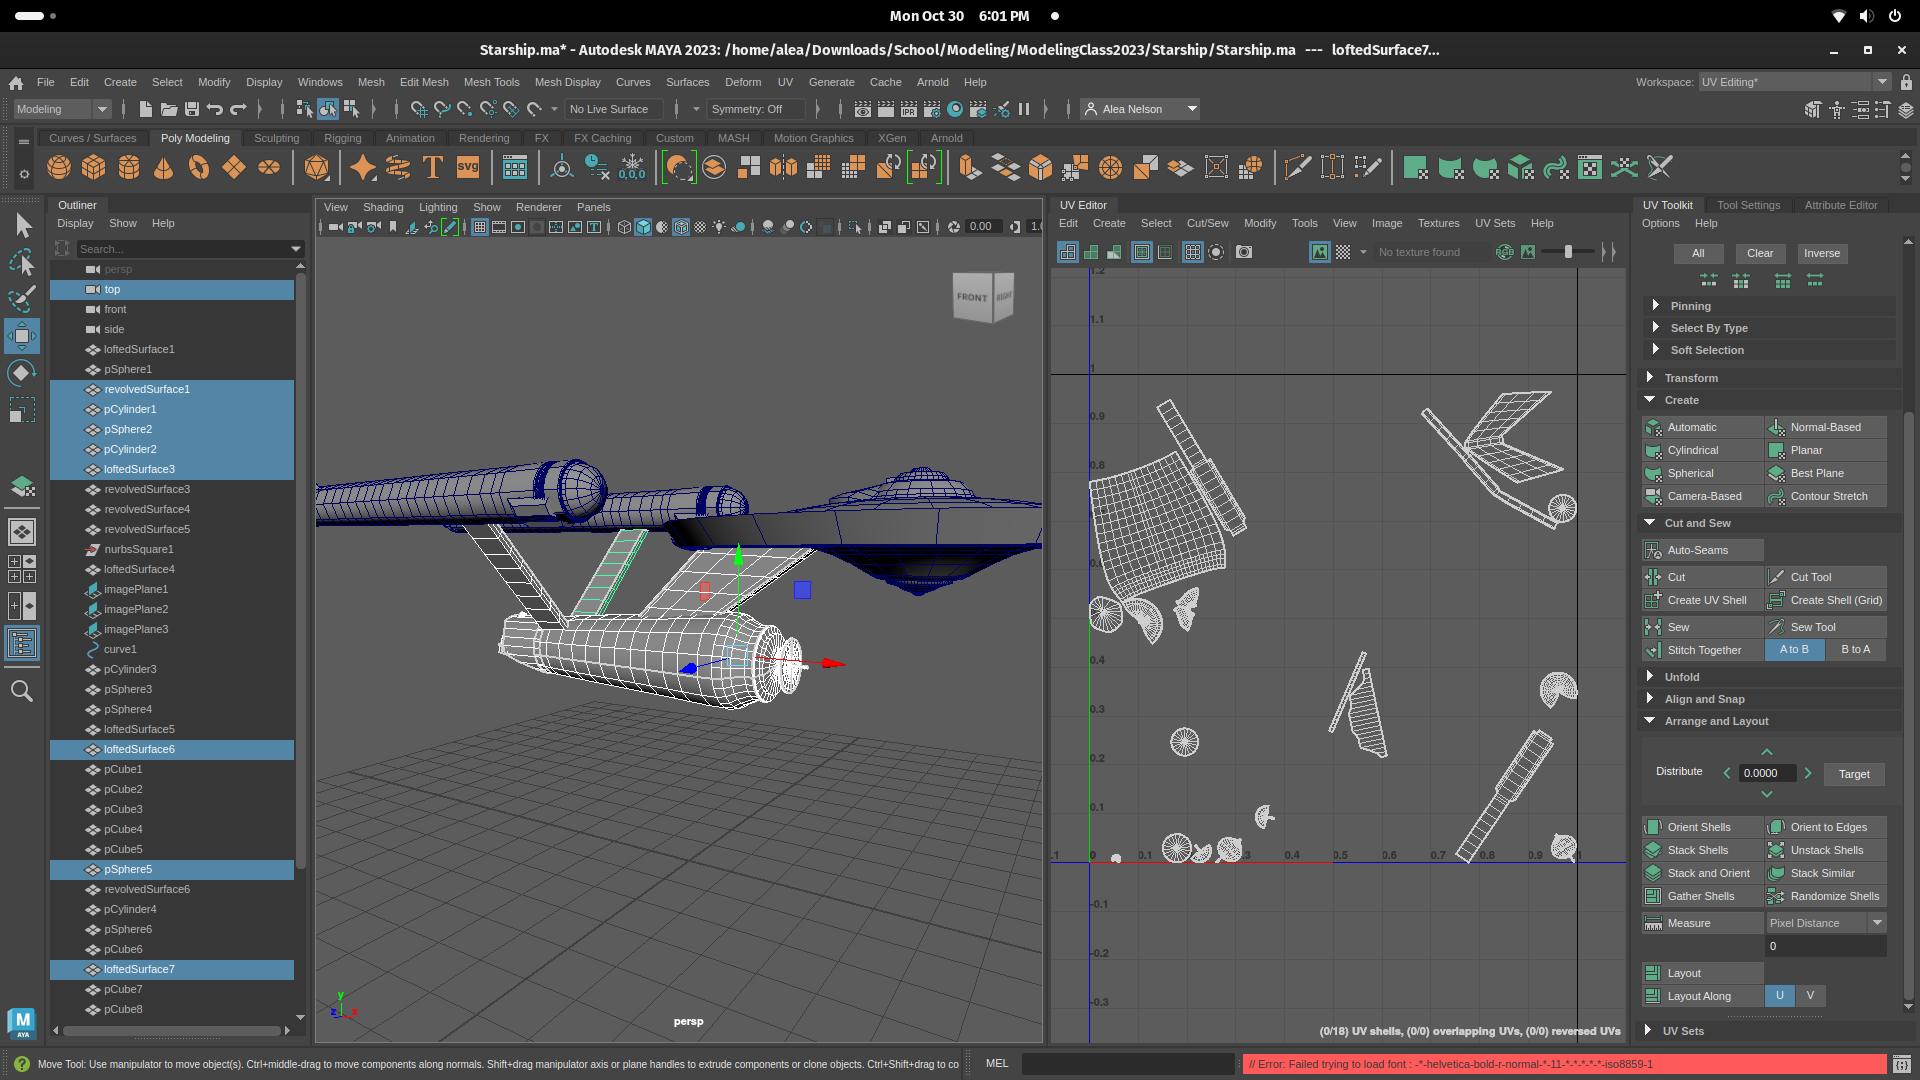 Mon Oct 30 6:01 PM
Starship.ma* - Autodesk MAYA 2023: /home/alea/Downloads/School/Modeling/ModelingClass2023/Starship/Starship.ma --- loftedSurface7...
File Edit Create Select Modify Display Windows Mesh Edit Mesh Mesh Tools Mesh Display Curves Surfaces Deform UV Generate Cache Arnold Help
Workspace: UV Editing*
Modeling No Live Surface Symmetry: Off IPR Alea Nelson
Curves / Surfaces Poly Modeling Sculpting Rigging Animation Rendering FX FX Caching Custom MASH Motion Graphics XGen Arnold
T svg 0,0,0
Outliner
Display Show Help
Search...
persp
top
front
side
loftedSurface1
pSphere1
revolvedSurface1
pCylinder1
pSphere2
pCylinder2
loftedSurface3
revolvedSurface3
revolvedSurface4
revolvedSurface5
nurbsSquare1
loftedSurface4
imagePlane1
imagePlane2
imagePlane3
curve1
pCylinder3
pSphere3
pSphere4
loftedSurface5
loftedSurface6
pCube1
pCube2
pCube3
pCube4
pCube5
pSphere5
revolvedSurface6
pCylinder4
pSphere6
pCube6
loftedSurface7
pCube7
pCube8
M
AYA
View Shading Lighting Show Renderer Panels
0.00 1.0
FRONT RIGHT
y
z x
persp
UV Editor
Edit Create Select Cut/Sew Modify Tools View Image Textures UV Sets Help
No texture found RGB
1.2
1.1
1
0.9
0.8
0.4
0.3
0.2
0.1
0 0.1 0.4 0.5 0.6 0.7 0.8 0.9
-0.1
-0.2
-0.3
(0/18) UV shells, (0/0) overlapping UVs, (0/0) reversed UVs
UV Toolkit Tool Settings Attribute Editor
Options Help
All Clear Inverse
Pinning
Select By Type
Soft Selection
Transform
Create
Automatic Normal-Based
Cylindrical Planar
Spherical Best Plane
Camera-Based Contour Stretch
Cut and Sew
Auto-Seams
Cut Cut Tool
Create UV Shell Create Shell (Grid)
Sew Sew Tool
Stitch Together A to B B to A
Unfold
Align and Snap
Arrange and Layout
Distribute 0.0000 Target
Orient Shells Orient to Edges
Stack Shells Unstack Shells
Stack and Orient Stack Similar
Gather Shells Randomize Shells
Measure Pixel Distance
0
Layout
Layout Along U V
UV Sets
Move Tool: Use manipulator to move object(s). Ctrl+middle-drag to move components along normals. Shift+drag manipulator axis or plane handles to extrude components or clone objects. Ctrl+Shift+drag to co
MEL
// Error: Failed trying to load font : -*-helvetica-bold-r-normal-*-11-*-*-*-*-*-iso8859-1